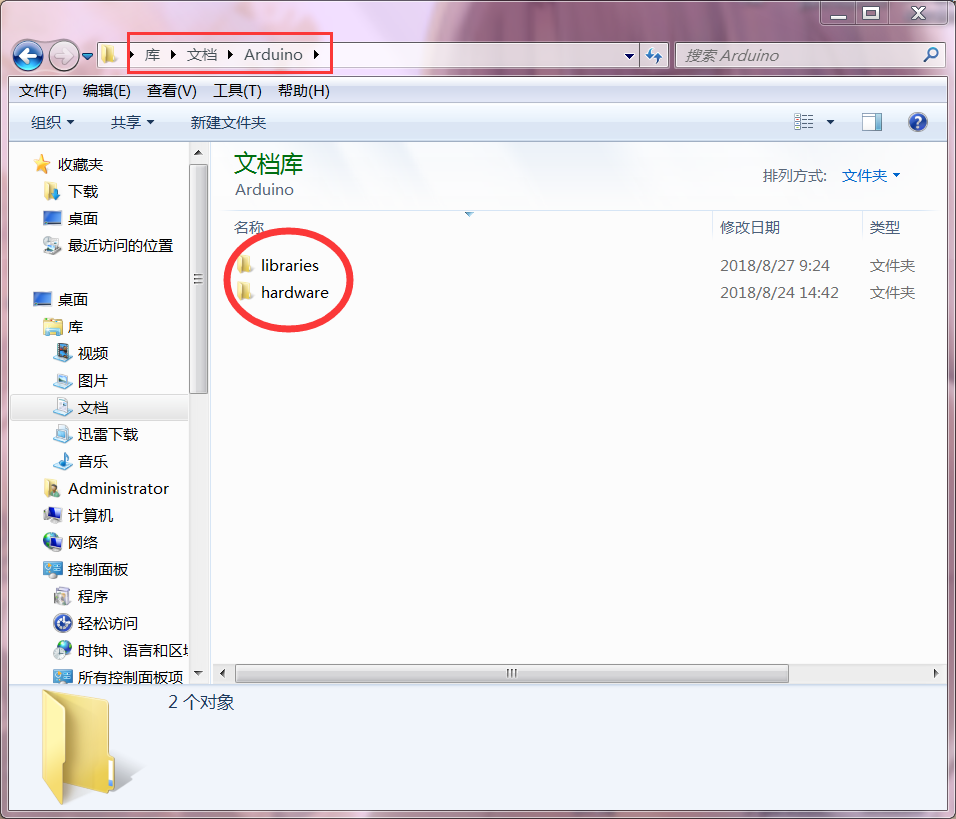 库 文档 Arduino
搜索 Arduino
文件(F) 编辑(E) 查看(V) 工具(T) 帮助(H)
组织 共享 新建文件夹
收藏夹
下载
桌面
最近访问的位置
桌面
库
视频
图片
文档
迅雷下载
音乐
Administrator
计算机
网络
控制面板
程序
轻松访问
时钟、语言和区域
所有控制面板项
文档库
Arduino
排列方式: 文件夹
名称 修改日期 类型
libraries 2018/8/27 9:24 文件夹
hardware 2018/8/24 14:42 文件夹
2 个对象